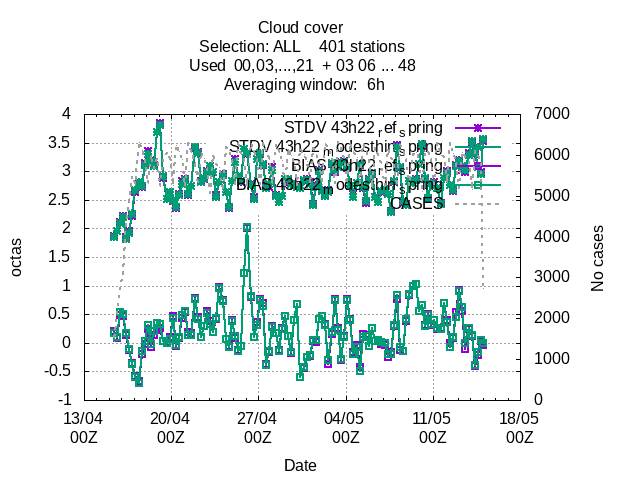 Cloud cover
Selection: ALL 401 stations
Used 00,03,...,21 + 03 06 ... 48
Averaging window: 6h
STDV 43h22_ref_spring
STDV 43h22_modesthin_spring
BIAS 43h22_ref_spring
BIAS 43h22_modesthin_spring
CASES
octas
4
3.5
3
2.5
2
1.5
1
0.5
0
-0.5
-1
No cases
7000
6000
5000
4000
3000
2000
1000
0
13/04 20/04 27/04 04/05 11/05 18/05
00Z 00Z 00Z 00Z 00Z 00Z
Date